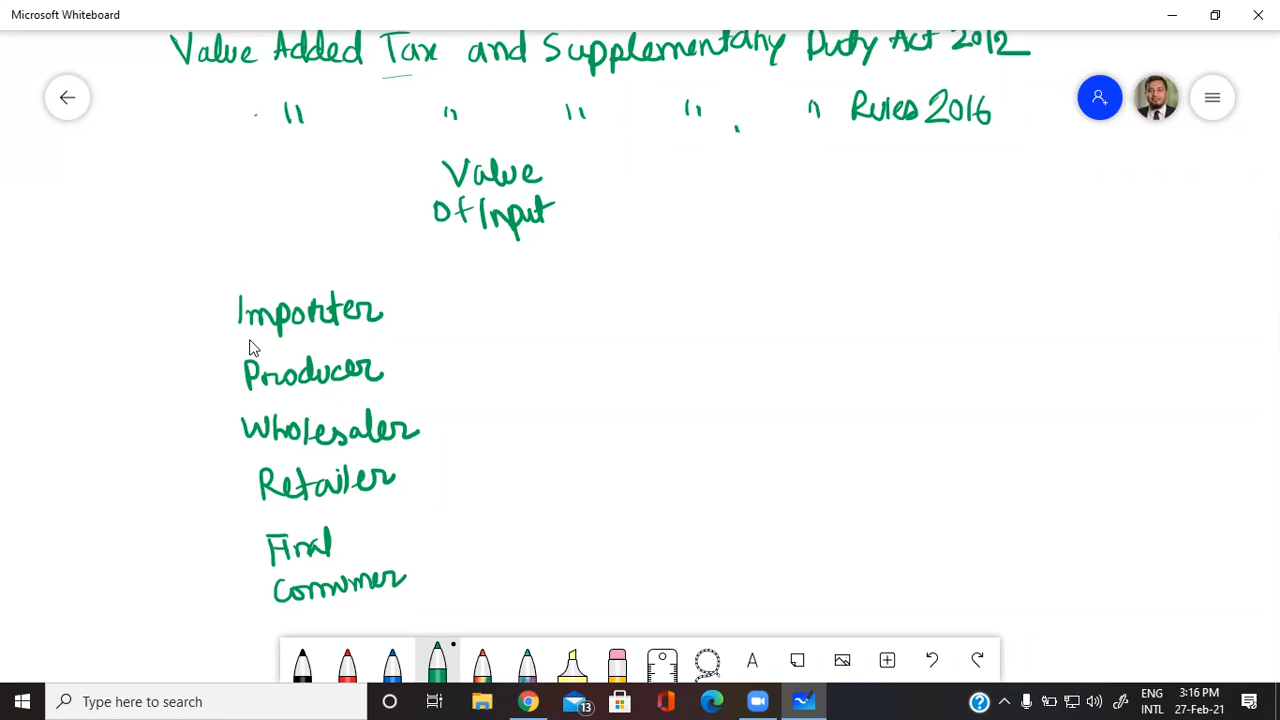 Microsoft Whiteboard
Value Added Tax and Supplementary Duty Act 2012
" " " " " Rules 2016
Value
Of Input
Importer
Producer
Wholesaler
Retailer
Final
Consumer
A
Type here to search
13
ENG
INTL
3:16 PM
27-Feb-21